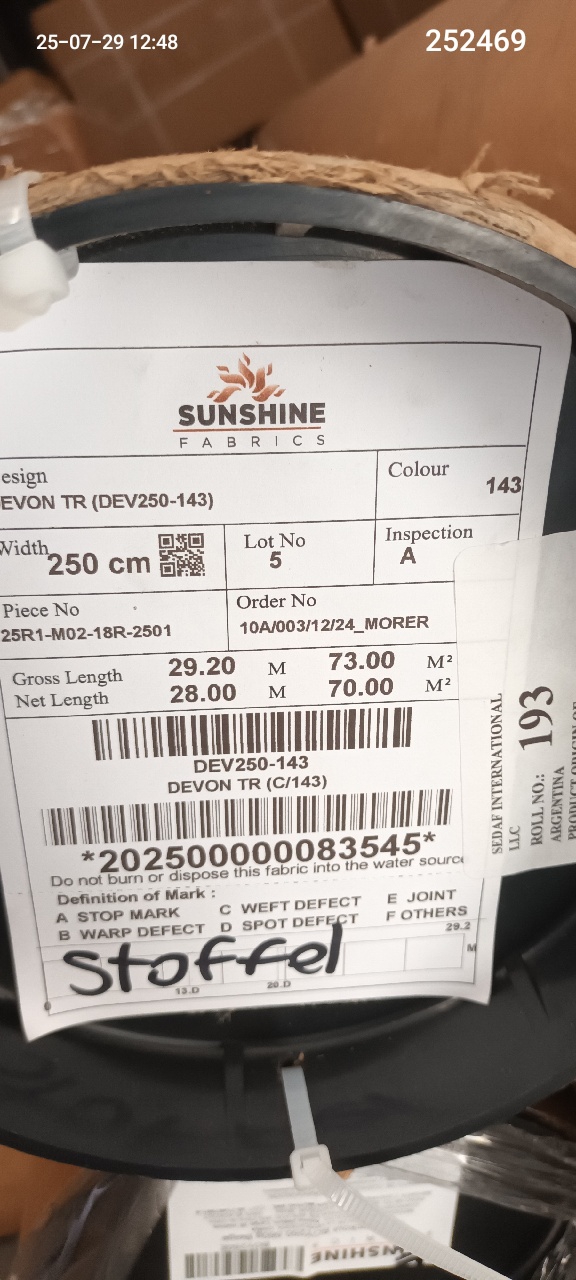 25-07-29 12:48
252469
SUNSHINE
FABRICS
esign
EVON TR (DEV250-143)
Colour
143
Width
250 cm
Lot No
5
Inspection
A
Piece No
25R1-M02-18R-2501
Order No
10A/003/12/24_MORER
Gross Length 29.20 M 73.00 M²
Net Length 28.00 M 70.00 M²
DEV250-143
DEVON TR (C/143)
*202500000083545*
Do not burn or dispose this fabric into the water source
Definition of Mark :
A STOP MARK C WEFT DEFECT E JOINT
B WARP DEFECT D SPOT DEFECT F OTHERS
29.2
M
Stoffel
13.D 20.D
SEDAF INTERNATIONAL
LLC
ROLL NO.: 193
ARGENTINA
PRODUCT ORIGIN OF
NSHINE